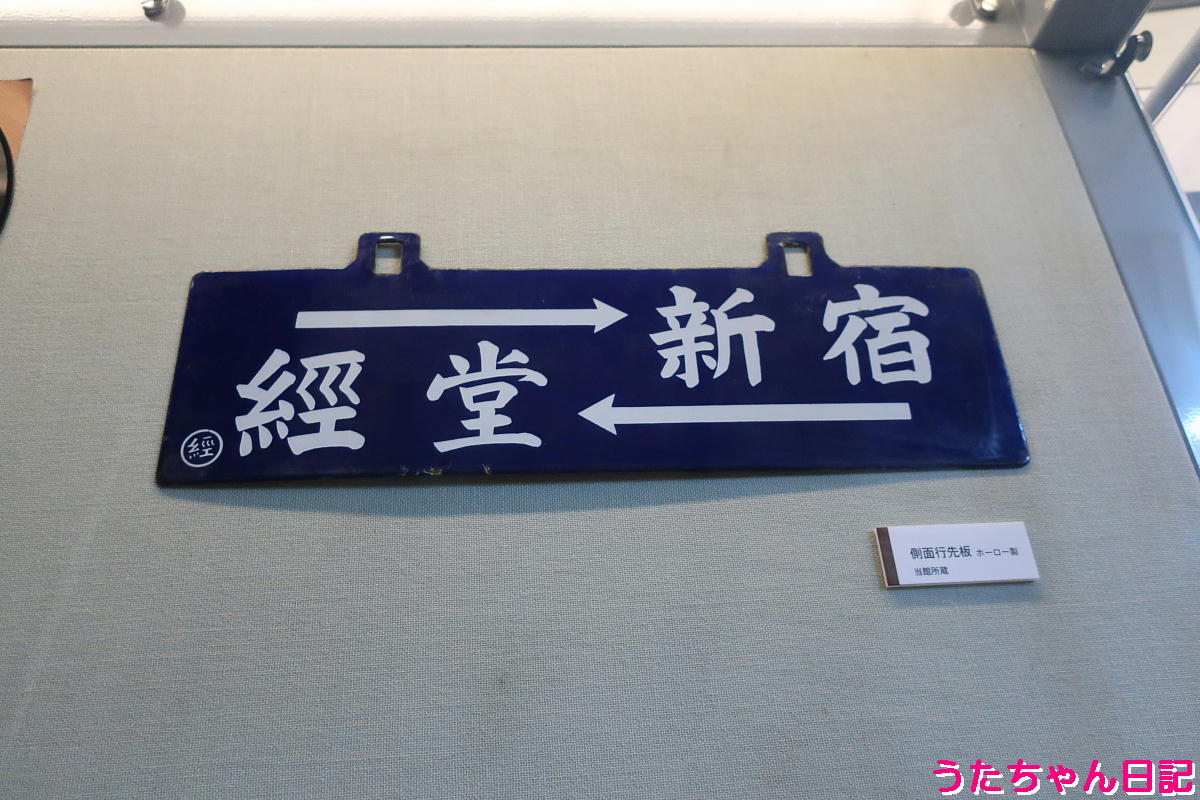 新宿
經堂
經
側面行先板 ホーロー製
当館所蔵
うたちゃん日記